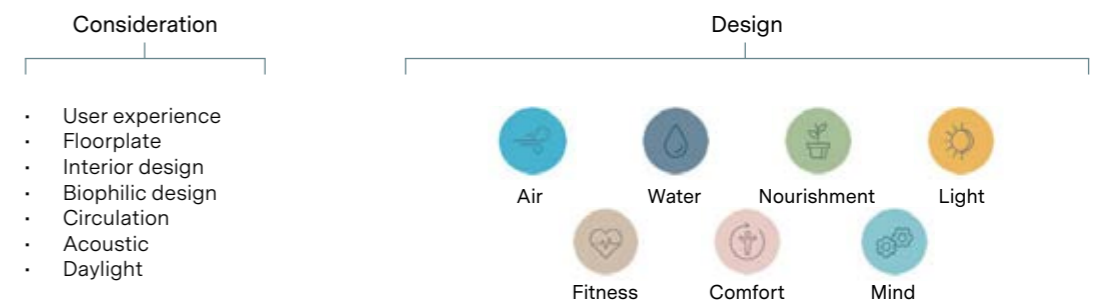 Consideration
Design
· User experience
· Floorplate
· Interior design
· Biophilic design
· Circulation
· Acoustic
· Daylight
Air
Water
Nourishment
Light
Fitness
Comfort
Mind